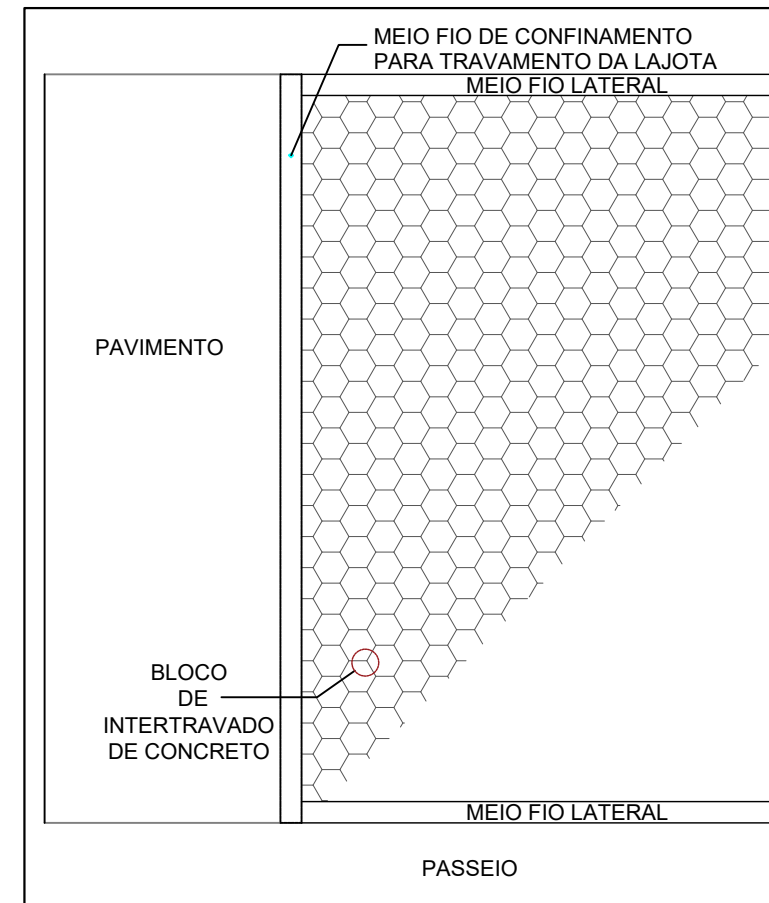 MEIO FIO DE CONFINAMENTO
PARA TRAVAMENTO DA LAJOTA
MEIO FIO LATERAL
PAVIMENTO
BLOCO
DE
INTERTRAVADO
DE CONCRETO
MEIO FIO LATERAL
PASSEIO